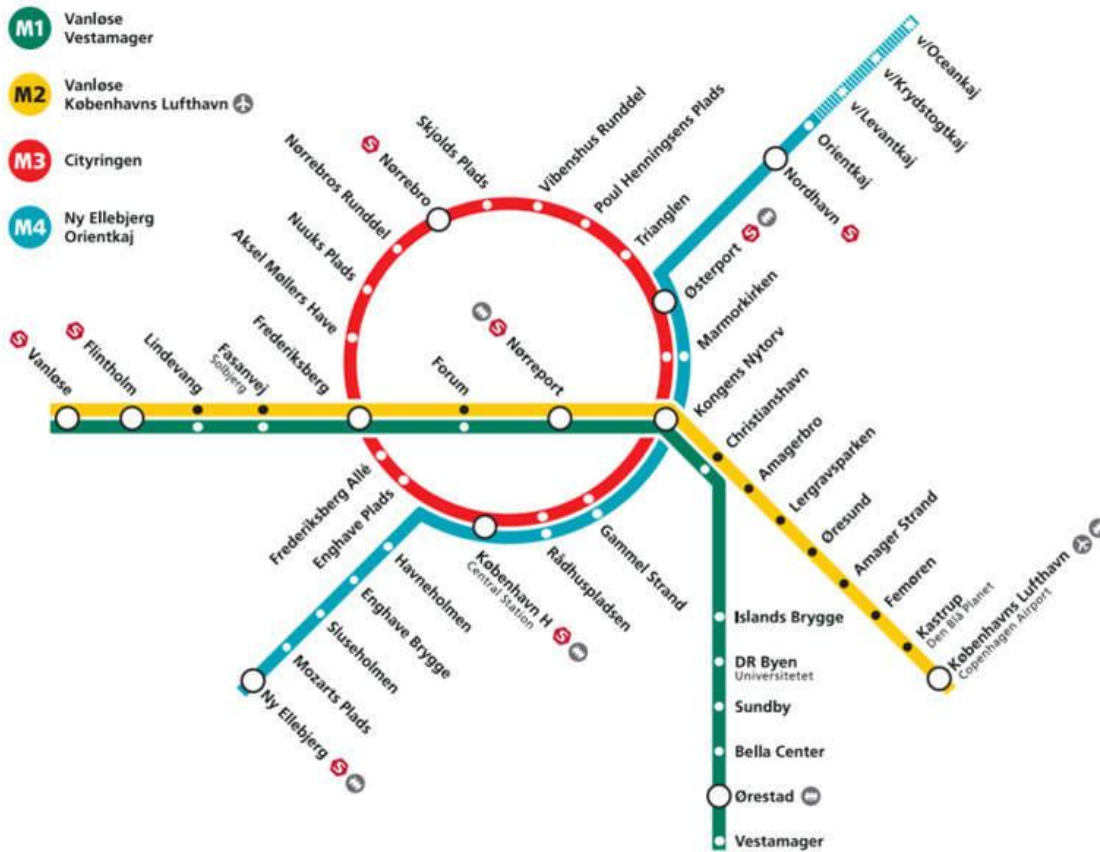 M1
Vanløse
Vestamager
M2
Vanløse
Københavns Lufthavn
M3
Cityringen
M4
Ny Ellebjerg
Orientkaj
v/Oceankaj
v/Krydstogtkaj
v/Levantkaj
Orientkaj
Nordhavn S
Østerport S
Trianglen
Poul Henningsens Plads
Vibenshus Runddel
Skjolds Plads
S Nørrebro
Nørrebros Runddel
Nuuks Plads
Aksel Møllers Have
Frederiksberg
Fasanvej
Solbjerg
Lindevang
S Flintholm
S Vanløse
Forum
S Nørreport
Marmorkirken
Kongens Nytorv
Christianshavn
Amagerbro
Lergravsparken
Øresund
Amager Strand
Femøren
Kastrup
Den Blå Planet
Københavns Lufthavn
Copenhagen Airport
Frederiksberg Allé
Enghave Plads
København H S
Central Station
Rådhuspladsen
Gammel Strand
Havneholmen
Enghave Brygge
Sluseholmen
Mozarts Plads
Ny Ellebjerg S
Islands Brygge
DR Byen
Universitetet
Sundby
Bella Center
Ørestad
Vestamager